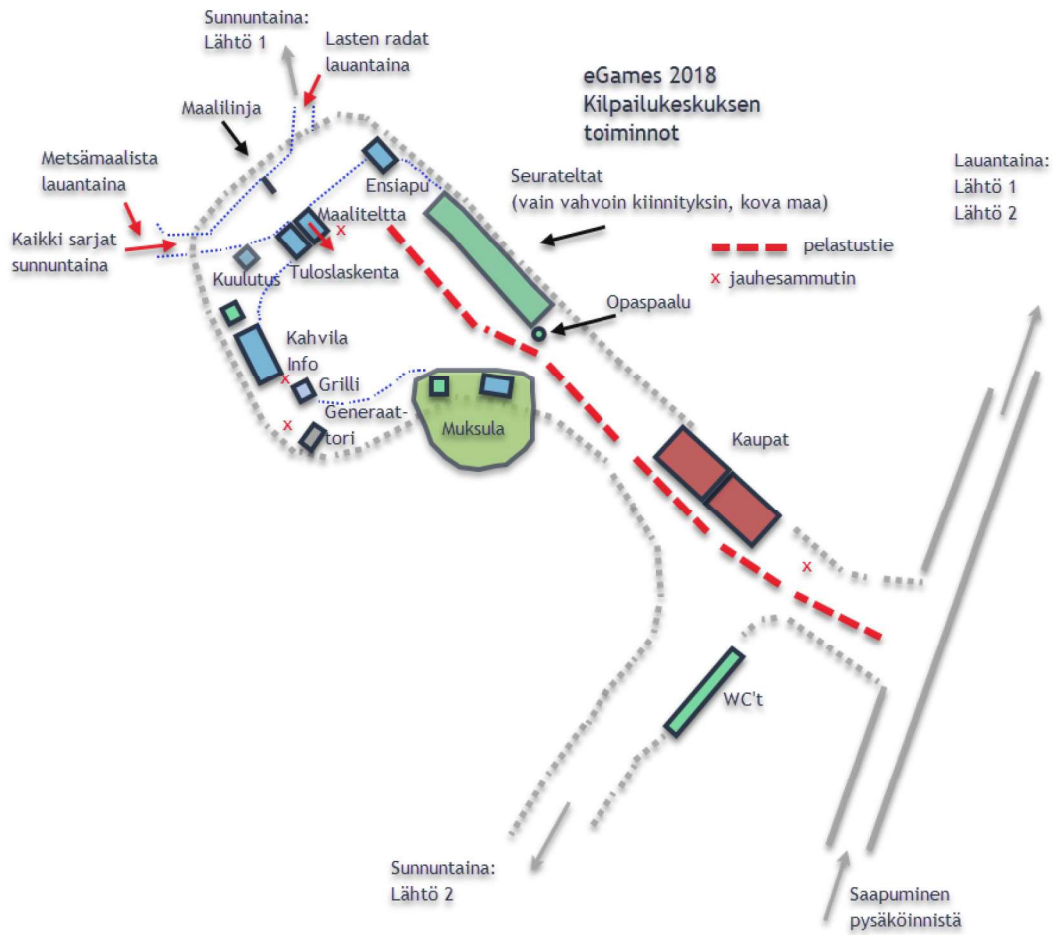 Sunnuntaina:
Lähtö 1
Lasten radat
lauantaina
eGames 2018
Kilpailukeskuksen
toiminnot
Maalilinja
Metsämaalista
lauantaina
Kaikki sarjat
sunnuntaina
Ensiapu
Seurateltat
(vain vahvoin kiinnityksin, kova maa)
Lauantaina:
Lähtö 1
Lähtö 2
Maaliteltta
x
Tuloslaskenta
Kuulutus
pelastustie
x jauhesammutin
Opaspaalu
Kahvila
Info
x
Grilli
x
Generaat-
tori
Muksula
Kaupat
x
WC't
Sunnuntaina:
Lähtö 2
Saapuminen
pysäköinnistä